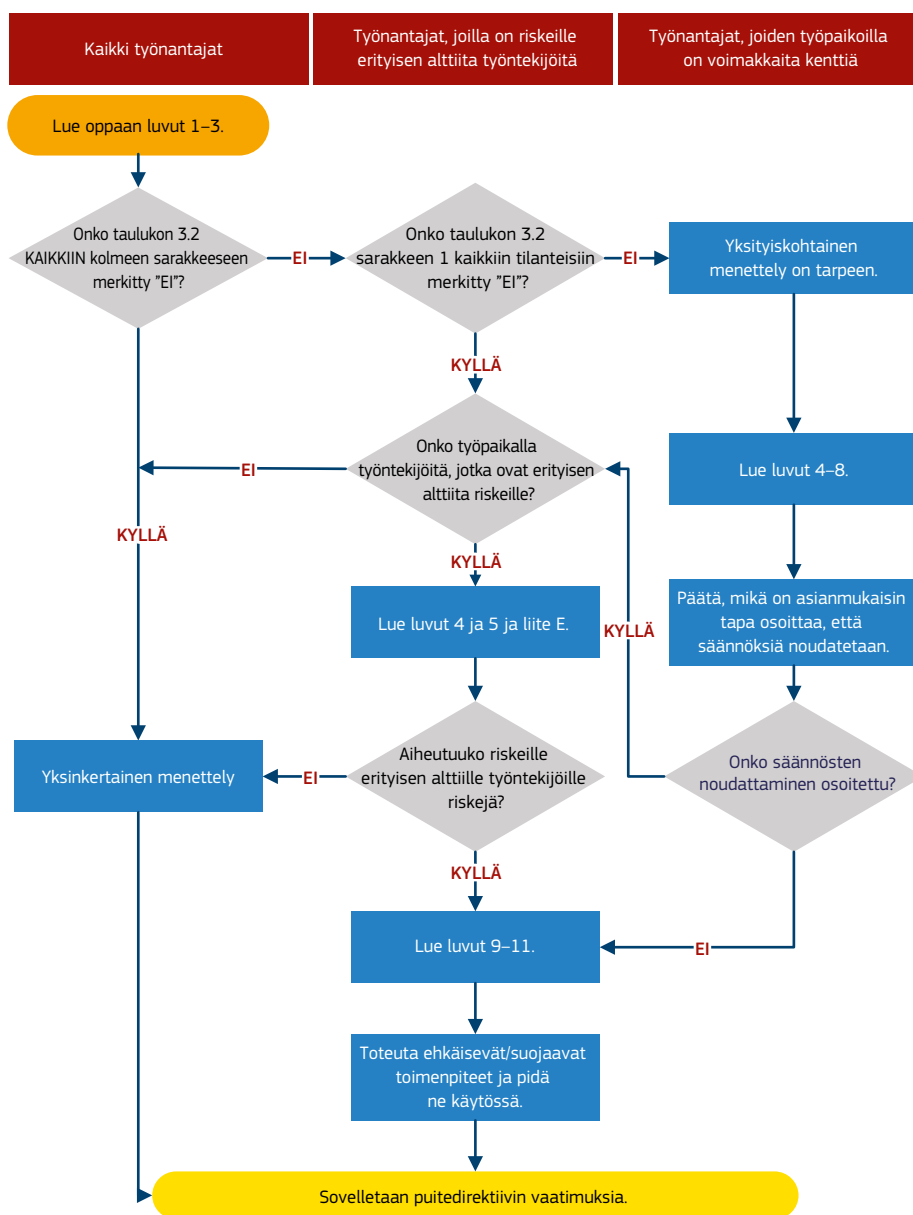 Kaikki työnantajat
Työnantajat, joilla on riskeille
erityisen alttiita työntekijöitä
Työnantajat, joiden työpaikoilla
on voimakkaita kenttiä
Lue oppaan luvut 1–3.
Onko taulukon 3.2
KAIKKIIN kolmeen sarakkeeseen
merkitty ”EI”?
EI
Onko taulukon 3.2
sarakkeen 1 kaikkiin tilanteisiin
merkitty ”EI”?
EI
Yksityiskohtainen
menettely on tarpeen.
KYLLÄ
Onko työpaikalla
työntekijöitä, jotka ovat erityisen
alttiita riskeille?
EI
Lue luvut 4–8.
KYLLÄ
KYLLÄ
Lue luvut 4 ja 5 ja liite E.
KYLLÄ
Päätä, mikä on asianmukaisin
tapa osoittaa, että
säännöksiä noudatetaan.
Yksinkertainen menettely
EI
Aiheutuuko riskeille
erityisen alttiille työntekijöille
riskejä?
Onko säännösten
noudattaminen osoitettu?
KYLLÄ
Lue luvut 9–11.
EI
Toteuta ehkäisevät/suojaavat
toimenpiteet ja pidä
ne käytössä.
Sovelletaan puitedirektiivin vaatimuksia.